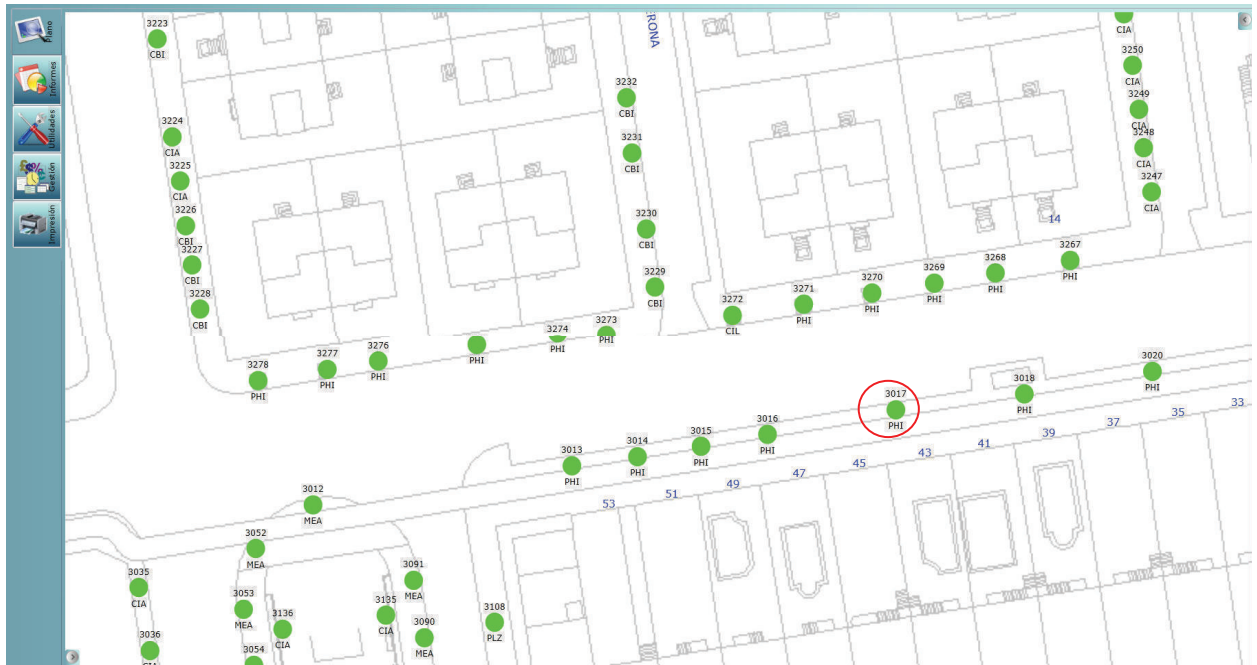 Plano
Informes
Utilidades
Gestión
Impresión
3223
CBI
3224
CIA
3225
CIA
3226
CBI
3227
CBI
3228
CBI
ERONA
3232
CBI
3231
CBI
3230
CBI
3229
CBI
CIA
3250
CIA
3249
CIA
3248
CIA
3247
CIA
14
3267
PHI
3268
PHI
3269
PHI
3270
PHI
3271
PHI
3272
CIL
3273
PHI
3274
PHI
PHI
3276
PHI
3277
PHI
3278
PHI
3020
PHI
3018
PHI
3017
PHI
3016
PHI
3015
PHI
3014
PHI
3013
PHI
3012
MEA
33
35
37
39
41
43
45
47
49
51
53
3052
MEA
3035
CIA
3053
MEA
3136
CIA
3135
CIA
3091
MEA
3090
MEA
3108
PLZ
3036
CIA
3054